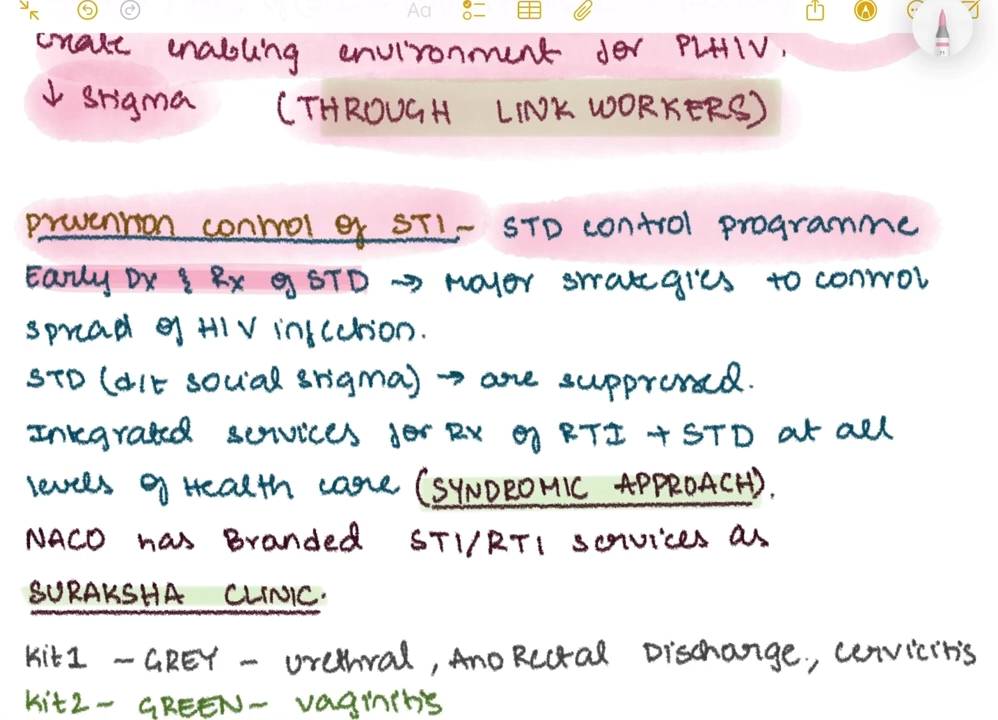 Aa
create enabling environment for PLHIV.
↓ stigma (THROUGH LINK WORKERS)
prevention control of STI - STD control programme
Early Dx & Rx of STD → Major strategies to control
spread of HIV infection.
STD (d/t social stigma) → are suppressed.
Integrated services for Rx of RTI + STD at all
levels of Health care (SYNDROMIC APPROACH).
NACO has Branded STI/RTI services as
SURAKSHA CLINIC.
Kit1 - GREY - urethral, Ano Rectal Discharge., cervicitis
Kit2 - GREEN - vaginitis